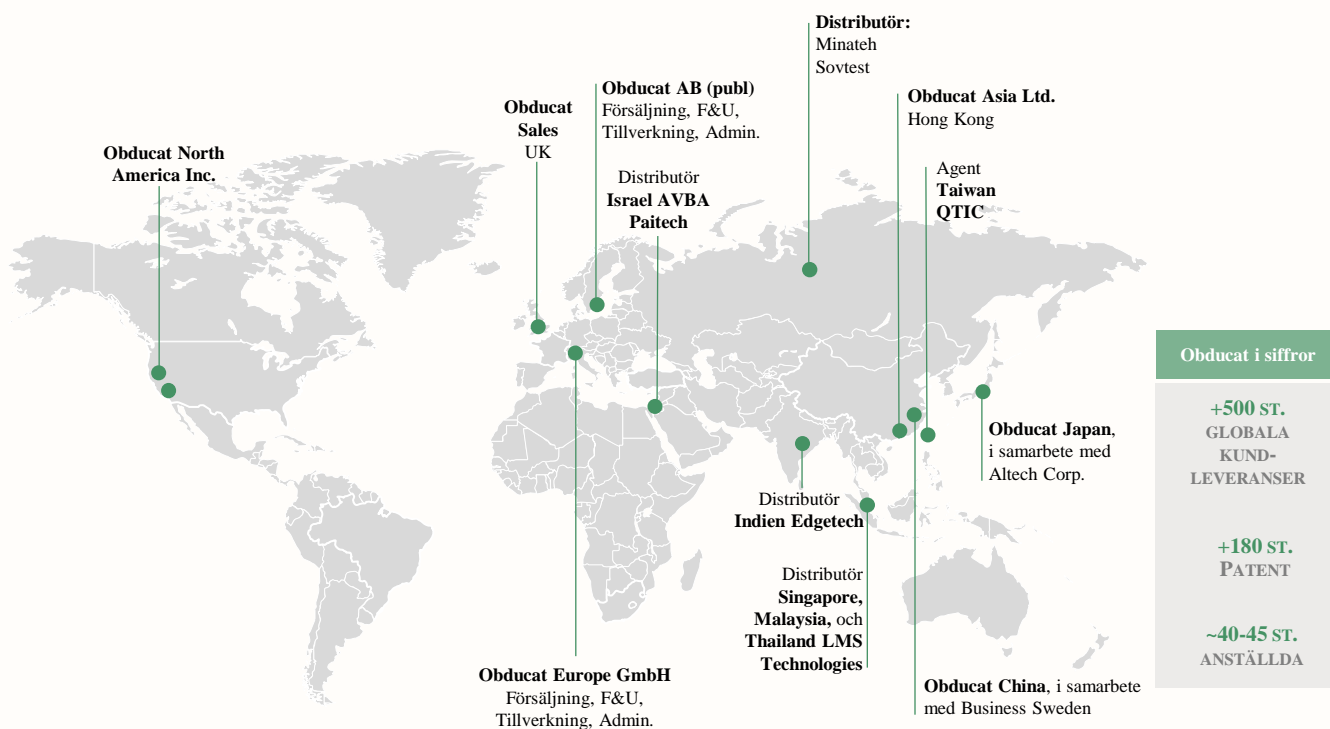 Distributör:
Minateh
Sovtest
Obducat AB (publ)
Försäljning, F&U,
Tillverkning, Admin.
Obducat Asia Ltd.
Hong Kong
Obducat
Sales
UK
Obducat North
America Inc.
Distributör
Israel AVBA
Paitech
Agent
Taiwan
QTIC
Obducat i siffror
+500 ST.
GLOBALA
KUND-
LEVERANSER
+180 ST.
PATENT
~40-45 ST.
ANSTÄLLDA
Obducat Japan,
i samarbete med
Altech Corp.
Distributör
Indien Edgetech
Distributör
Singapore,
Malaysia, och
Thailand LMS
Technologies
Obducat Europe GmbH
Försäljning, F&U,
Tillverkning, Admin.
Obducat China, i samarbete
med Business Sweden